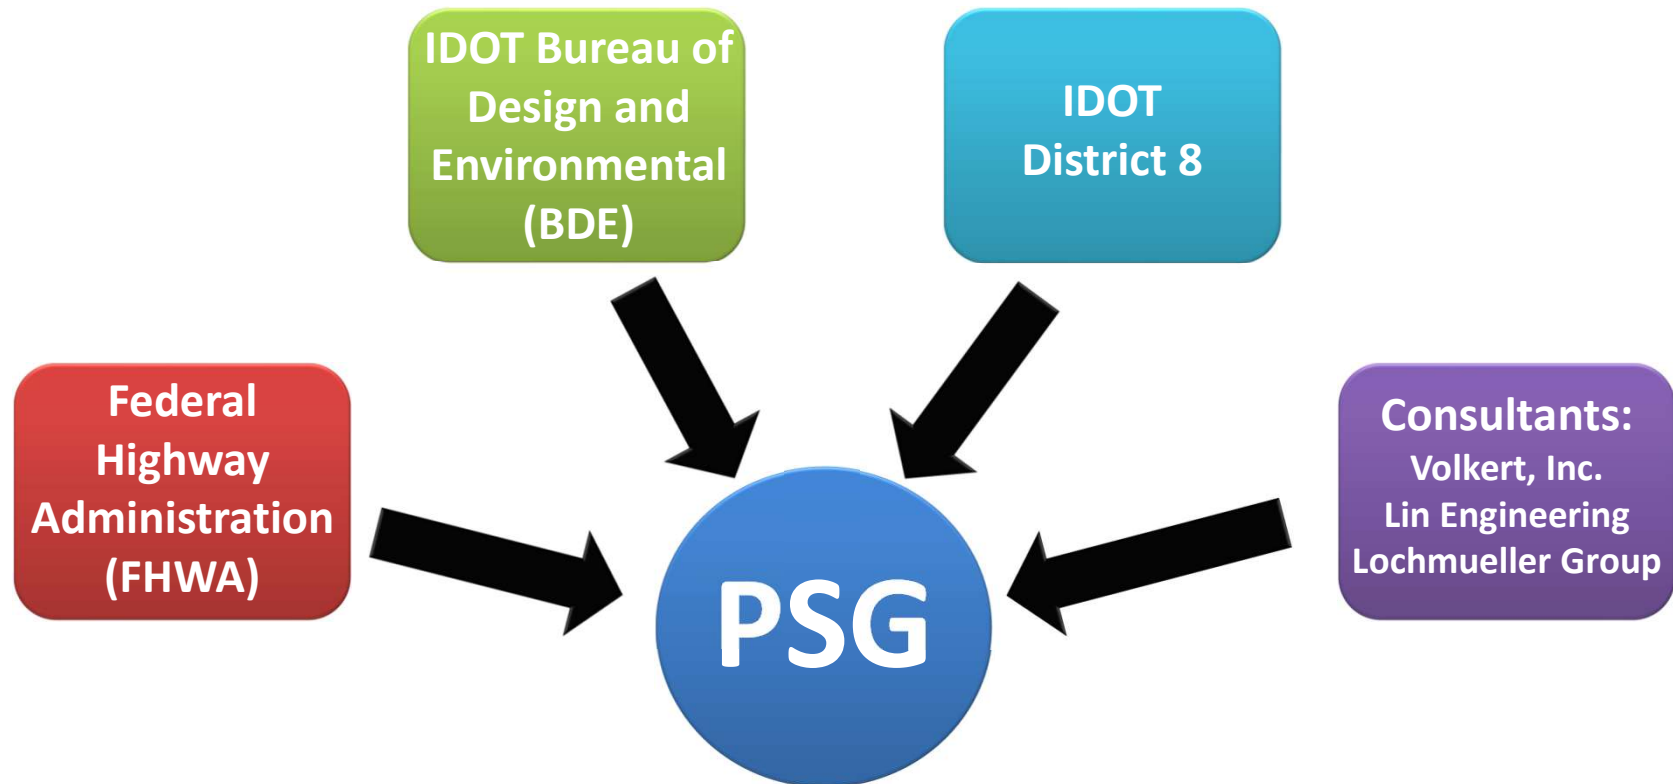 IDOT Bureau of
Design and
Environmental
(BDE)
IDOT
District 8
Federal
Highway
Administration
(FHWA)
Consultants:
Volkert, Inc.
Lin Engineering
Lochmueller Group
PSG